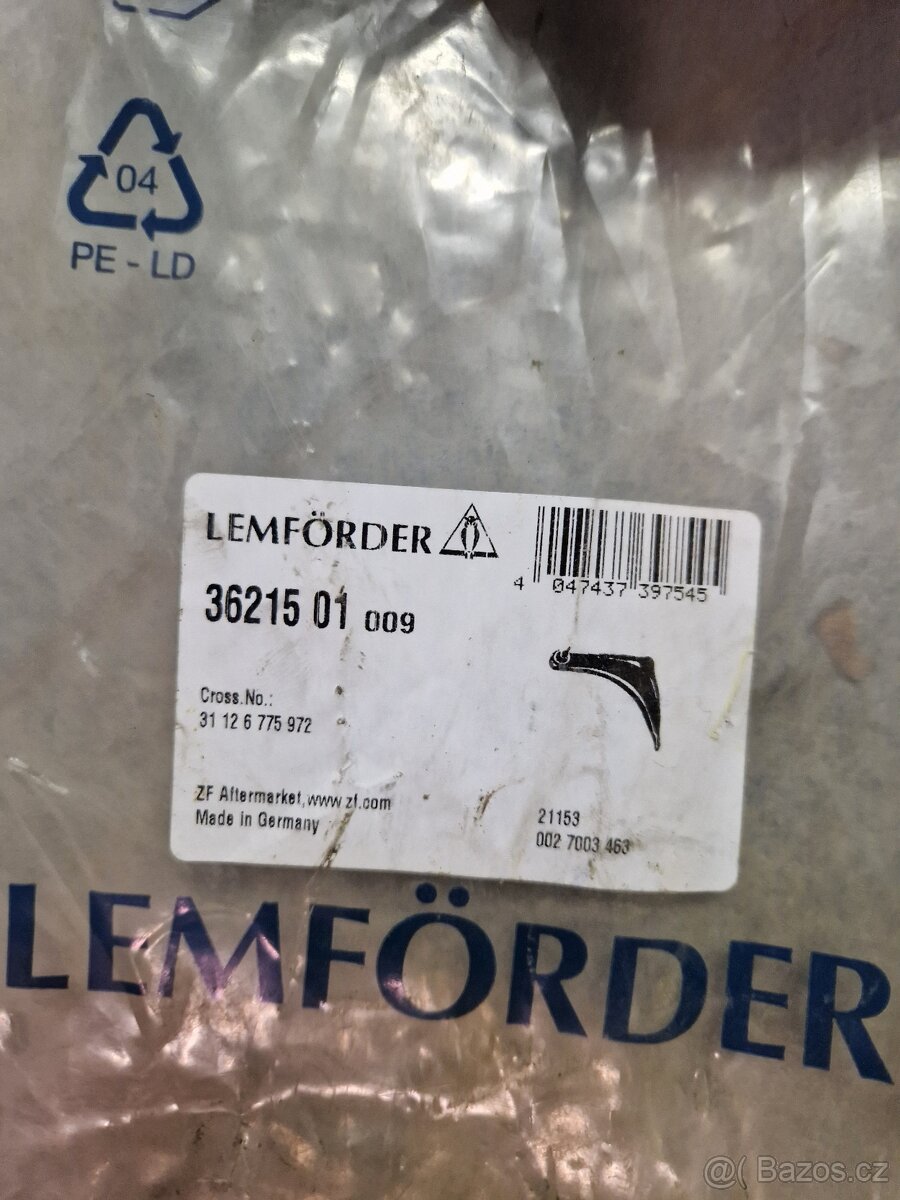 04
PE - LD
LEMFÖRDER
4 047437 397545
36215 01 009
Cross.No.:
31 12 6 775 972
ZF Aftermarket, www.zf.com
Made in Germany
21153
002 7003 463
LEMFÖRDER
@( Bazos.cz